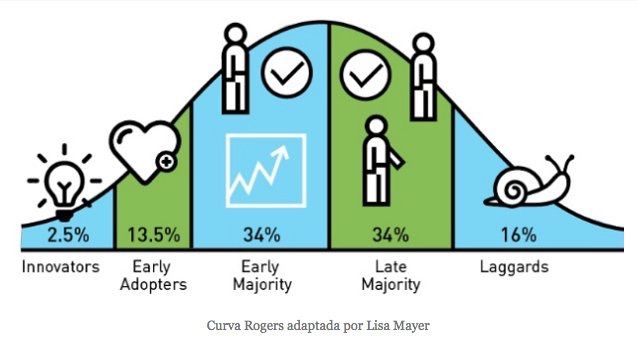 2.5% 13.5% 34% 34% 16%
Innovators Early Adopters Early Majority Late Majority Laggards
Curva Rogers adaptada por Lisa Mayer